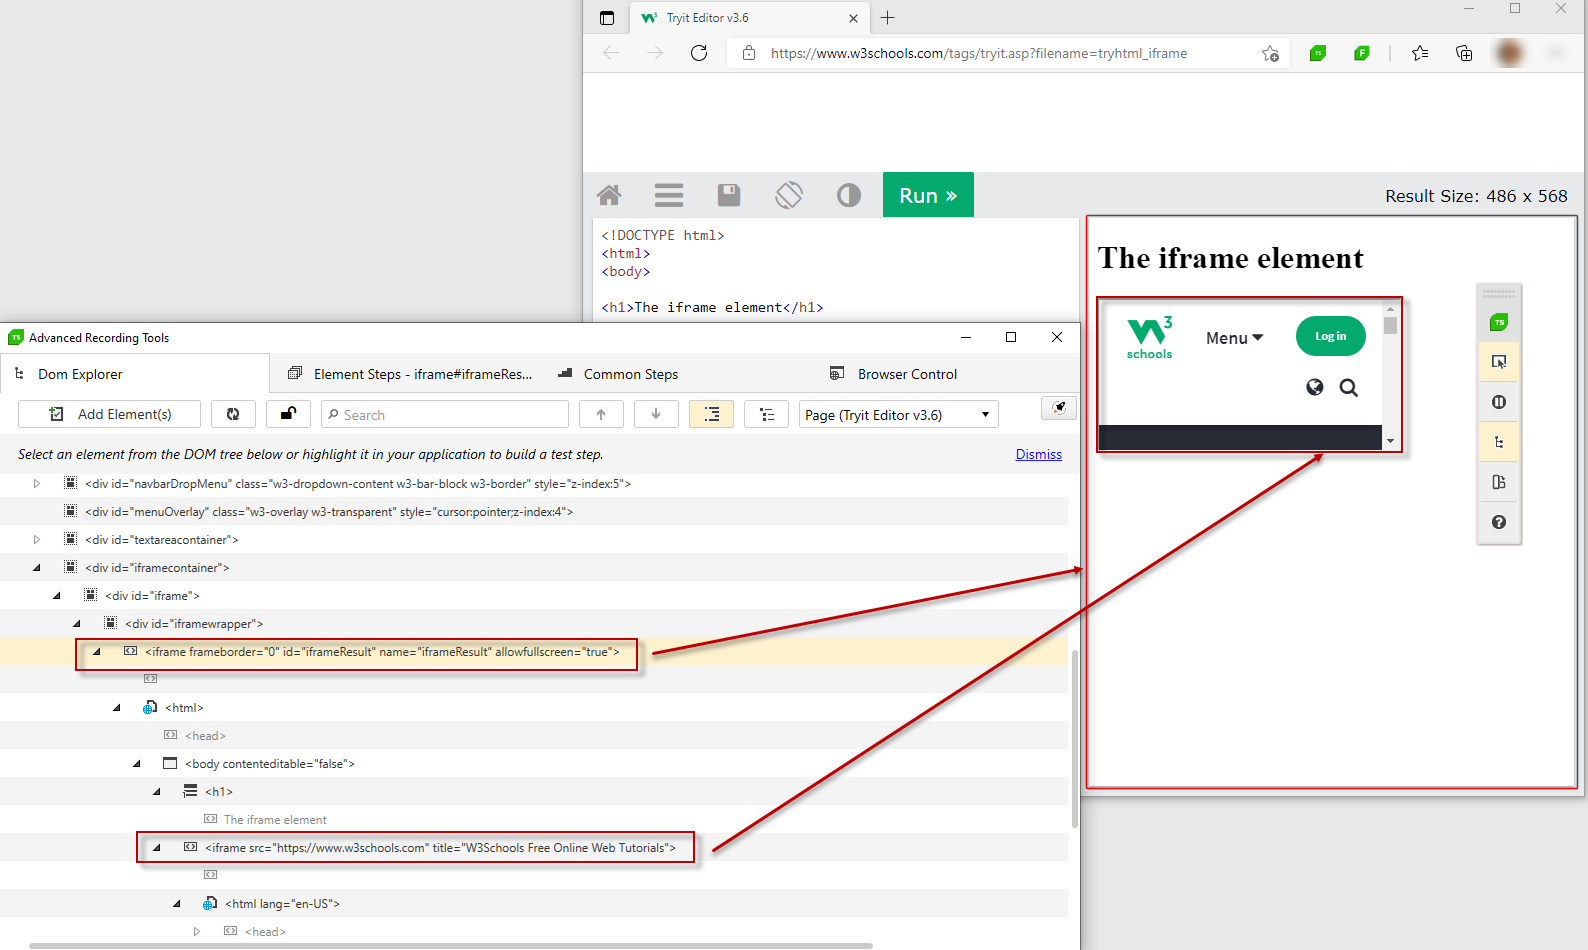 Tryit Editor v3.6
https://www.w3schools.com/tags/tryit.asp?filename=tryhtml_iframe
TS
F
Run »
Result Size: 486 x 568
<!DOCTYPE html>
<html>
<body>
<h1>The iframe element</h1>
The iframe element
W3
schools
Menu
Log in
TS
TS
Advanced Recording Tools
Dom Explorer
Element Steps - iframe#iframeRes...
Common Steps
Browser Control
Add Element(s)
Search
Page (Tryit Editor v3.6)
Select an element from the DOM tree below or highlight it in your application to build a test step.
Dismiss
<div id="navbarDropMenu" class="w3-dropdown-content w3-bar-block w3-border" style="z-index:5">
<div id="menuOverlay" class="w3-overlay w3-transparent" style="cursor:pointer;z-index:4">
<div id="textareacontainer">
<div id="iframecontainer">
<div id="iframe">
<div id="iframewrapper">
<iframe frameborder="0" id="iframeResult" name="iframeResult" allowfullscreen="true">
<html>
<head>
<body contenteditable="false">
<h1>
The iframe element
<iframe src="https://www.w3schools.com" title="W3Schools Free Online Web Tutorials">
<html lang="en-US">
<head>